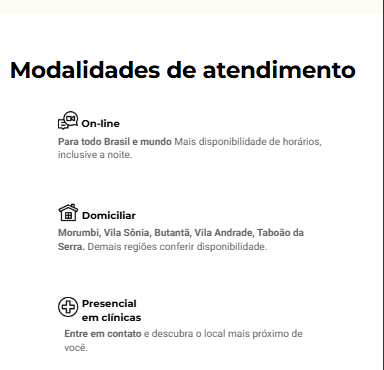 Modalidades de atendimento
On-line
Para todo Brasil e mundo Mais disponibilidade de horários,
inclusive a noite.
Domiciliar
Morumbi, Vila Sônia, Butantã, Vila Andrade, Taboão da
Serra. Demais regiões conferir disponibilidade.
Presencial
em clínicas
Entre em contato e descubra o local mais próximo de
você.